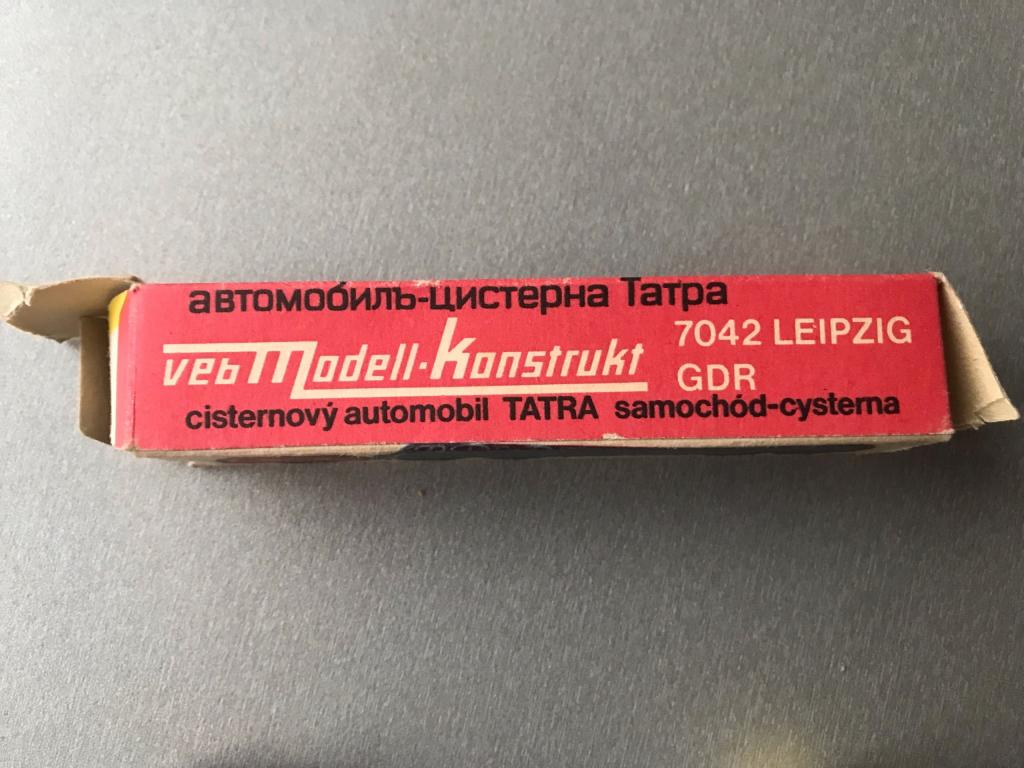 автомобиль-цистерна Татра
veb Modell-Konstrukt 7042 LEIPZIG
GDR
cisternový automobil TATRA samochód-cysterna